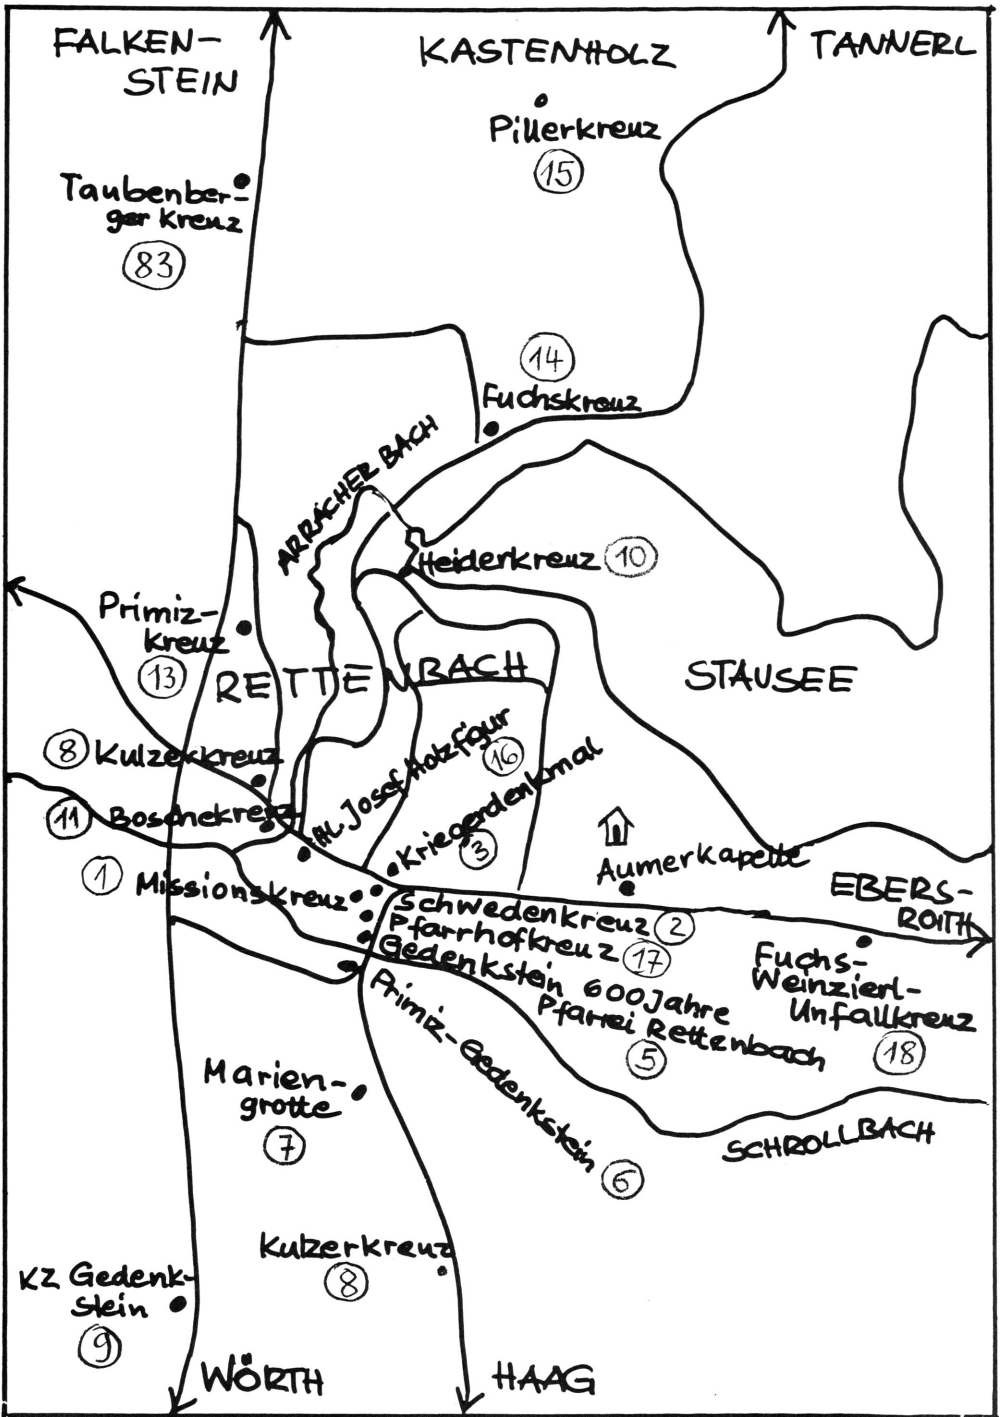 FALKEN-
STEIN
KASTENHOLZ
TANNERL
Pillerkreuz
15
Taubenber-
ger Kreuz
83
14
Fuchskreuz
ARRACHER BACH
Heiderkreuz 10
Primiz-
kreuz
13
RETTENBACH
STAUSEE
8 Kulzerkreuz
Hl. Josef Holzfigur
16
11 Boschekreuz
Kriegerdenkmal
3
Aumerkapelle
1 Missionskreuz
EBERS-
ROITH
Schwedenkreuz 2
Pfarrhofkreuz 17
Gedenkstein 600 Jahre
Pfarrei Rettenbach
5
Fuchs-
Weinzierl-
Unfallkreuz
18
Primiz-Gedenkstein
6
Marien-
grotte
7
SCHROLLBACH
Kulzerkreuz
8
KZ Gedenk-
stein
9
WÖRTH
HAAG